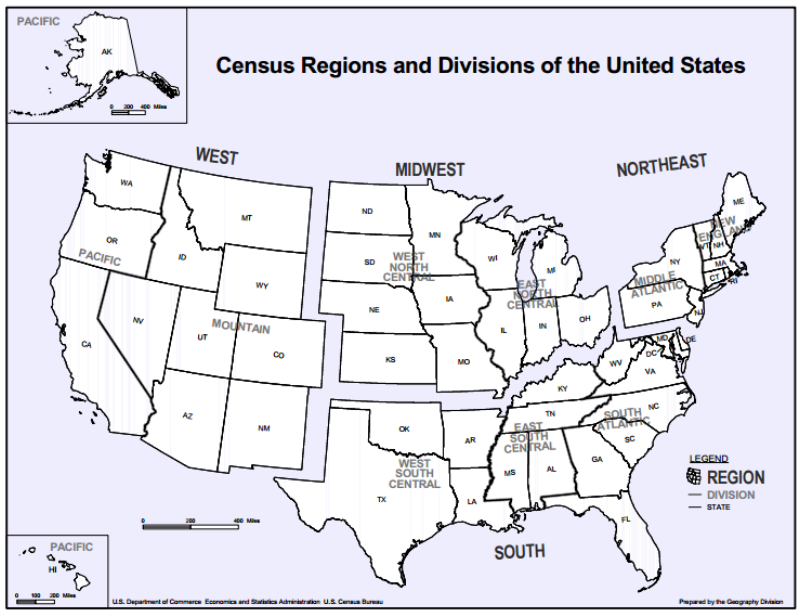 PACIFIC
AK
0 200 400 Miles
Census Regions and Divisions of the United States
WEST
MIDWEST
NORTHEAST
WA
MT
ND
MN
ME
OR
ID
SD
WI
MI
NY
VT
NH
NEW
ENGLAND
MA
CT
RI
PACIFIC
WY
WEST
NORTH
CENTRAL
EAST
NORTH
CENTRAL
MIDDLE
ATLANTIC
PA
NJ
NV
NE
IA
IL
IN
OH
CA
UT
MOUNTAIN
CO
KS
MO
WV
MD
DE
DC
VA
KY
AZ
NM
OK
AR
TN
NC
SOUTH
ATLANTIC
SC
EAST
SOUTH
CENTRAL
MS
AL
GA
WEST
SOUTH
CENTRAL
TX
LA
FL
LEGEND
REGION
DIVISION
STATE
0 200 400 Miles
SOUTH
PACIFIC
HI
0 100 200 Miles
U.S. Department of Commerce Economics and Statistics Administration U.S. Census Bureau
Prepared by the Geography Division